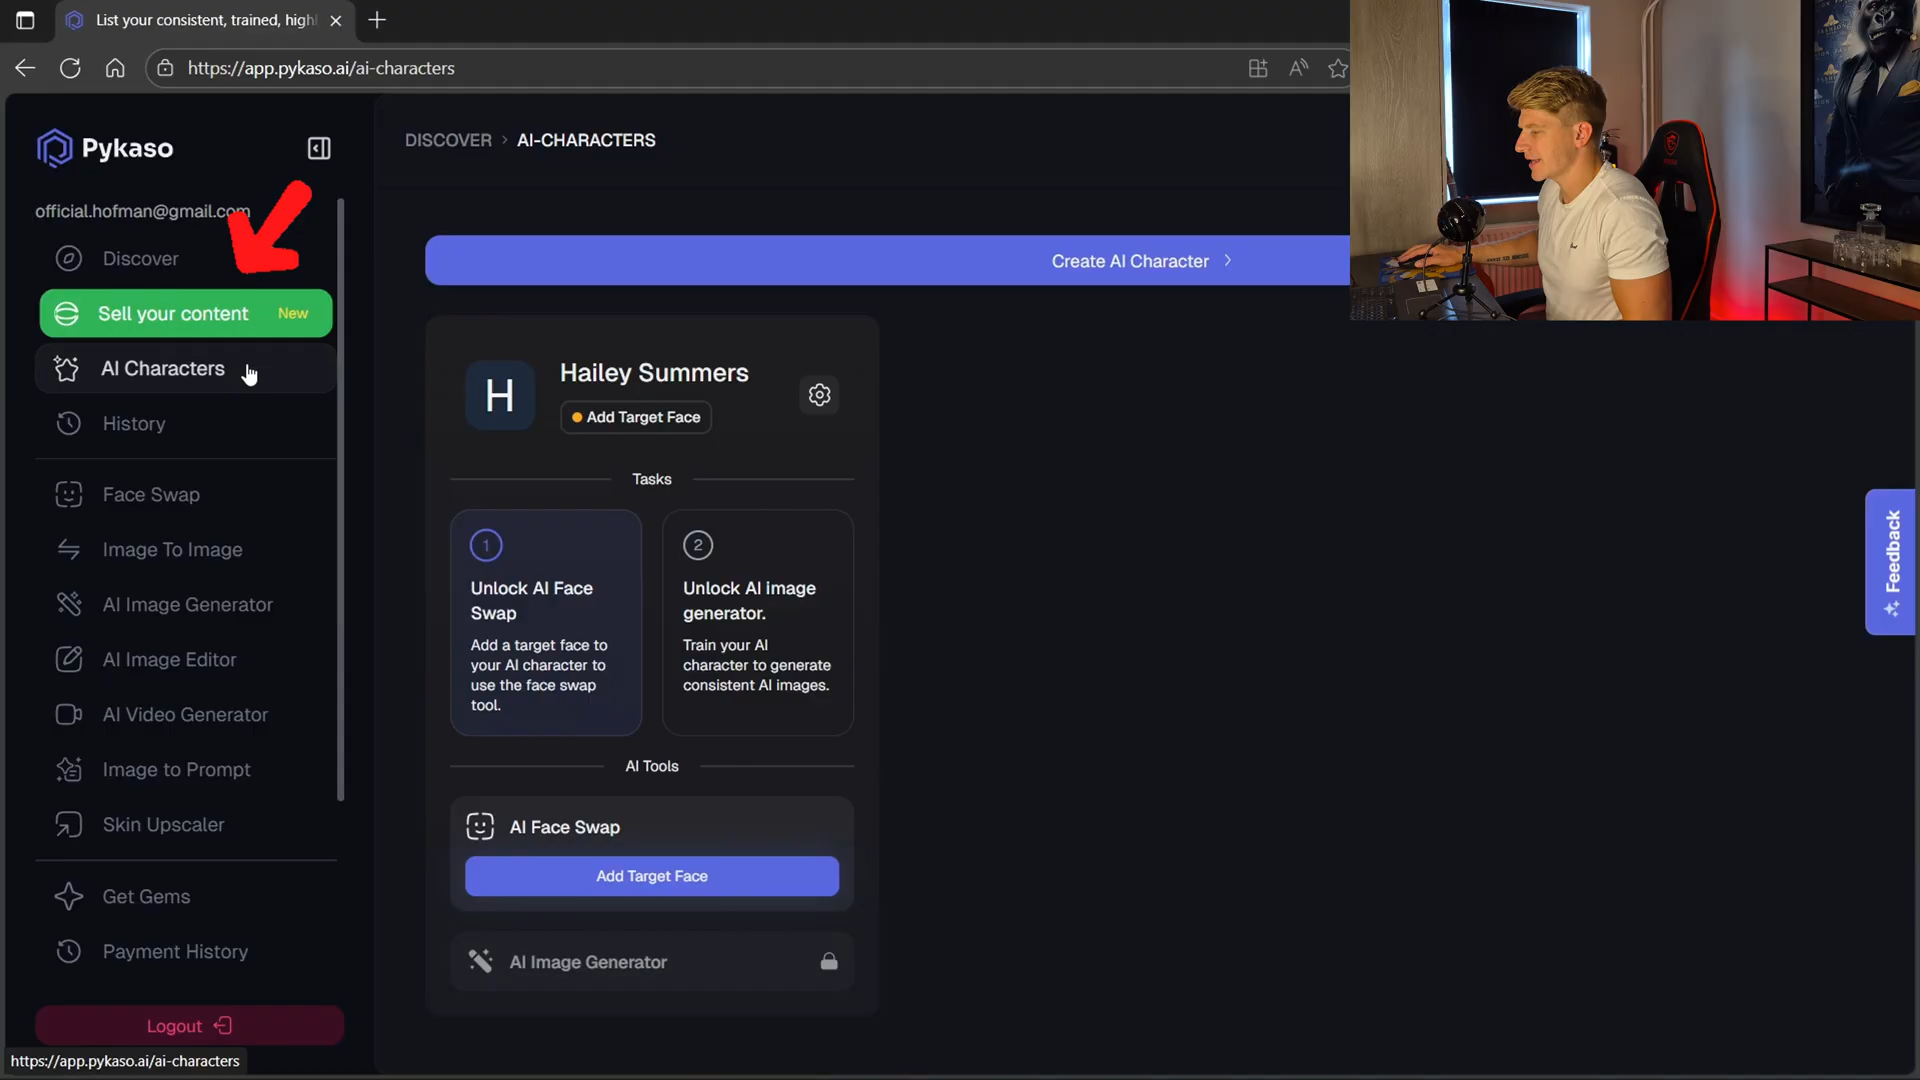 List your consistent, trained, high
https://app.pykaso.ai/ai-characters
Pykaso
official.hofman@gmail.com
Discover
Sell your content New
AI Characters
History
Face Swap
Image To Image
AI Image Generator
AI Image Editor
AI Video Generator
Image to Prompt
Skin Upscaler
Get Gems
Payment History
Logout
https://app.pykaso.ai/ai-characters
DISCOVER > AI-CHARACTERS
Create AI Character >
H
Hailey Summers
Add Target Face
Tasks
1
Unlock AI Face
Swap
Add a target face to
your AI character to
use the face swap
tool.
2
Unlock AI image
generator.
Train your AI
character to generate
consistent AI images.
AI Tools
AI Face Swap
Add Target Face
AI Image Generator
Feedback